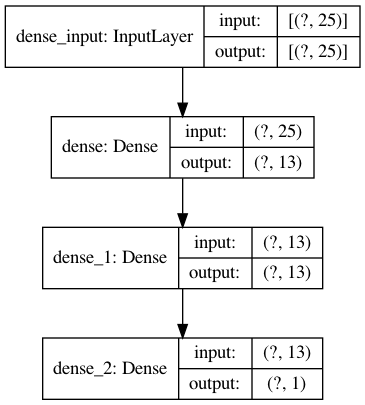 dense_input: InputLayer
input: [(?, 25)]
output: [(?, 25)]
dense: Dense
input: (?, 25)
output: (?, 13)
dense_1: Dense
input: (?, 13)
output: (?, 13)
dense_2: Dense
input: (?, 13)
output: (?, 1)